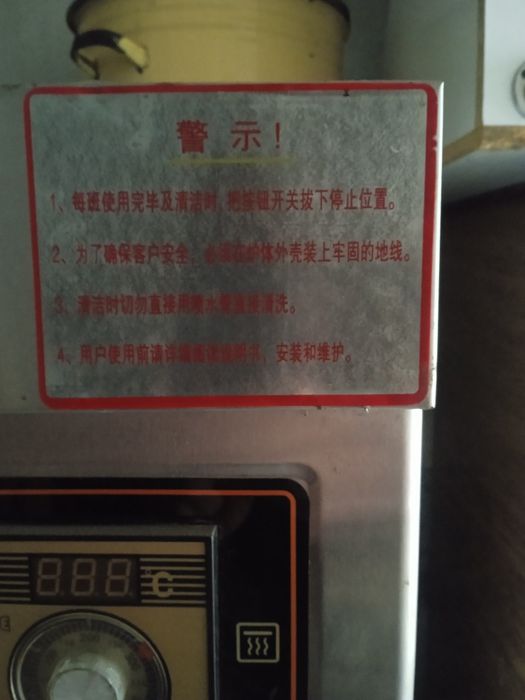 警示!
1、每班使用完毕及清洁时,把按钮开关拔下停止位置。
2、为了确保客户安全,必须在炉体外壳装上牢固的地线。
3、清洁时切勿直接用喷水管直接清洗。
4、用户使用前请详细阅读说明书、安装和维护。
8.8.8. °C
200
E